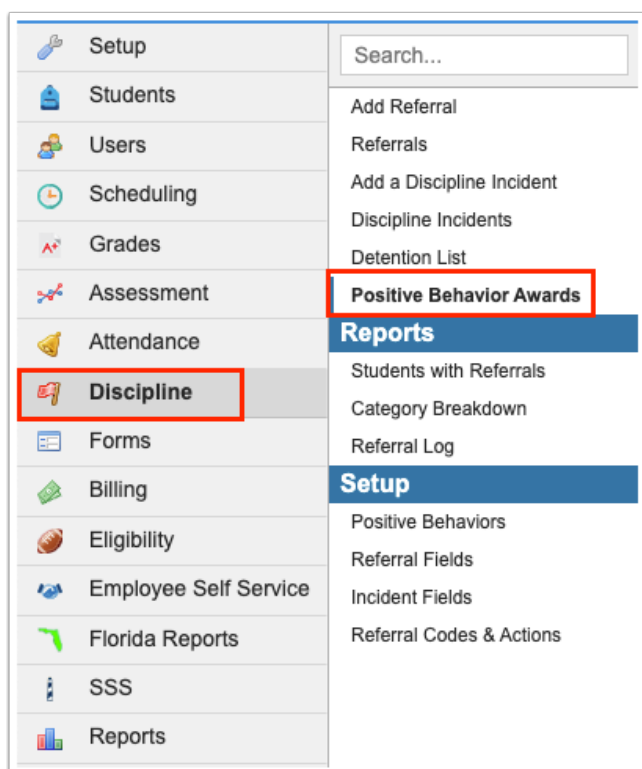 Setup
Students
Users
Scheduling
Grades
Assessment
Attendance
Discipline
Forms
Billing
Eligibility
Employee Self Service
Florida Reports
SSS
Reports
Search...
Add Referral
Referrals
Add a Discipline Incident
Discipline Incidents
Detention List
Positive Behavior Awards
Reports
Students with Referrals
Category Breakdown
Referral Log
Setup
Positive Behaviors
Referral Fields
Incident Fields
Referral Codes & Actions